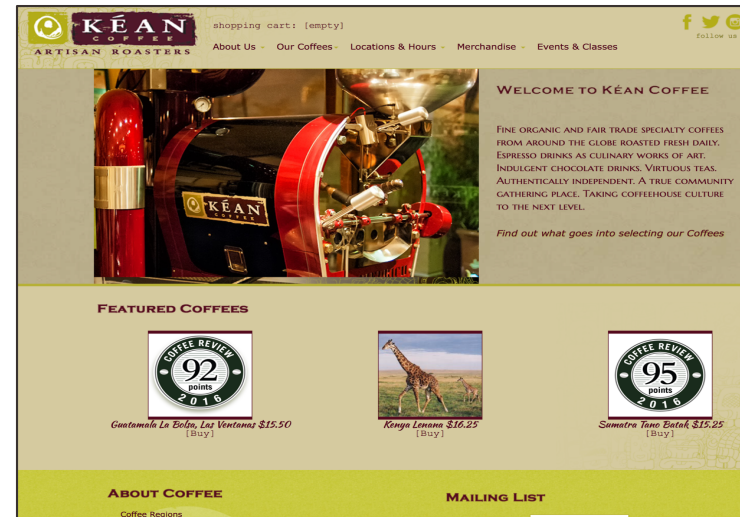 KÉAN
COFFEE
ARTISAN ROASTERS
shopping cart: [empty]
follow us
About Us
Our Coffees
Locations & Hours
Merchandise
Events & Classes
KÉAN
COFFEE
Welcome to Kéan Coffee
Fine organic and fair trade specialty coffees
from around the globe roasted fresh daily.
Espresso drinks as culinary works of art.
Indulgent chocolate drinks. Virtuous teas.
Authentically independent. A true community
gathering place. Taking coffeehouse culture
to the next level.
Find out what goes into selecting our Coffees
Featured Coffees
COFFEE REVIEW
92
points
2016
Guatamala La Bolsa, Las Ventanas $15.50
[Buy]
Kenya Lenana $16.25
[Buy]
COFFEE REVIEW
95
points
2016
Sumatra Tano Batak $15.25
[Buy]
About Coffee
Coffee Regions
Mailing List